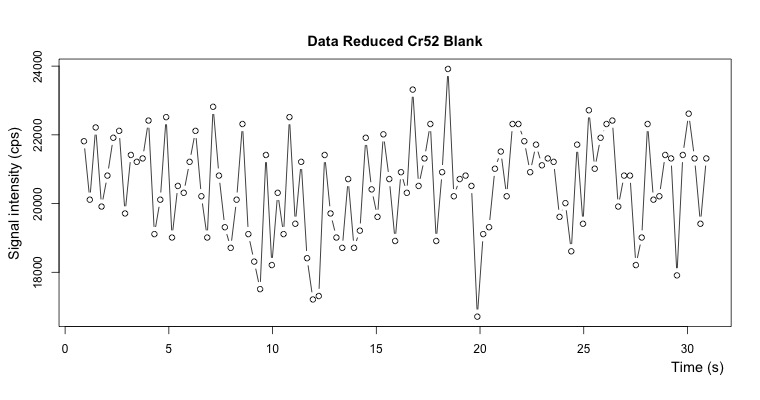 Data Reduced Cr52 Blank
Signal intensity (cps)
24000
22000
20000
18000
0 5 10 15 20 25 30
Time (s)